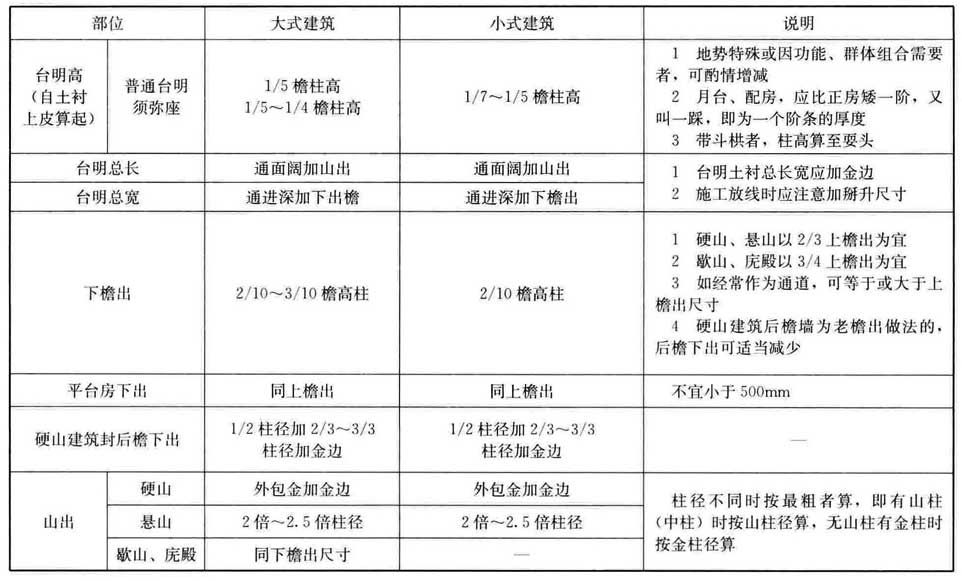 部位 大式建筑 小式建筑 说明
台明高
（自土衬
上皮算起）
普通台明
须弥座
1/5 檐柱高
1/5～1/4 檐柱高
1/7～1/5 檐柱高
1 地势特殊或因功能、群体组合需要
者，可酌情增减
2 月台、配房，应比正房矮一阶，又
叫一踩，即为一个阶条的厚度
3 带斗栱者，柱高算至耍头
台明总长 通面阔加山出 通面阔加山出
台明总宽 通进深加下出檐 通进深加下檐出
1 台明土衬总长宽应加金边
2 施工放线时应注意加掰升尺寸
下檐出 2/10～3/10 檐高柱 2/10 檐高柱
1 硬山、悬山以 2/3 上檐出为宜
2 歇山、庑殿以 3/4 上檐出为宜
3 如经常作为通道，可等于或大于上
檐出尺寸
4 硬山建筑后檐墙为老檐出做法的，
后檐下出可适当减少
平台房下出 同上檐出 同上檐出 不宜小于500mm
硬山建筑封后檐下出
1/2 柱径加 2/3～3/3
柱径加金边
1/2 柱径加 2/3～3/3
柱径加金边
—
山出
硬山 外包金加金边 外包金加金边
悬山 2倍～2.5倍柱径 2倍～2.5倍柱径
歇山、庑殿 同下檐出尺寸 —
柱径不同时按最粗者算，即有山柱
（中柱）时按山柱径算，无山柱有金柱时
按金柱径算